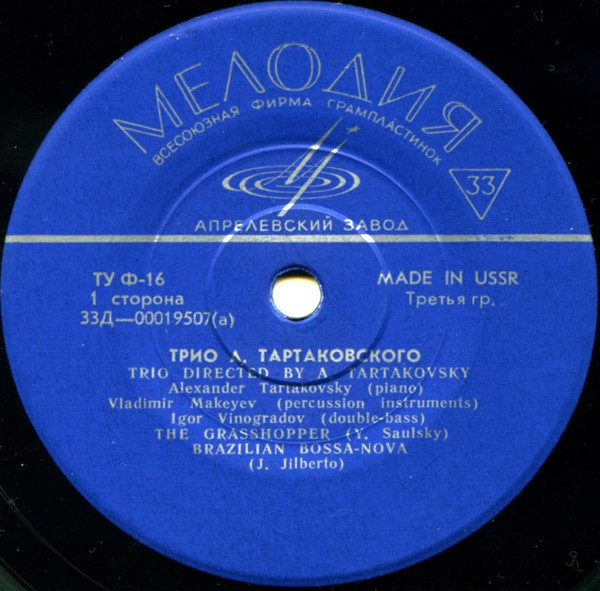 МЕЛОДИЯ
ВСЕСОЮЗНАЯ ФИРМА ГРАМПЛАСТИНОК
33
АПРЕЛЕВСКИЙ ЗАВОД
ТУ Ф-16
MADE IN USSR
1 сторона
Третья гр.
33Д—00019507(а)
ТРИО А. ТАРТАКОВСКОГО
TRIO DIRECTED BY A. TARTAKOVSKY
Alexander Tartakovsky (piano)
Vladimir Makeyev (percussion instruments)
Igor Vinogradov (double-bass)
THE GRASSHOPPER (Y. Saulsky)
BRAZILIAN BOSSA-NOVA
(J. Jilberto)